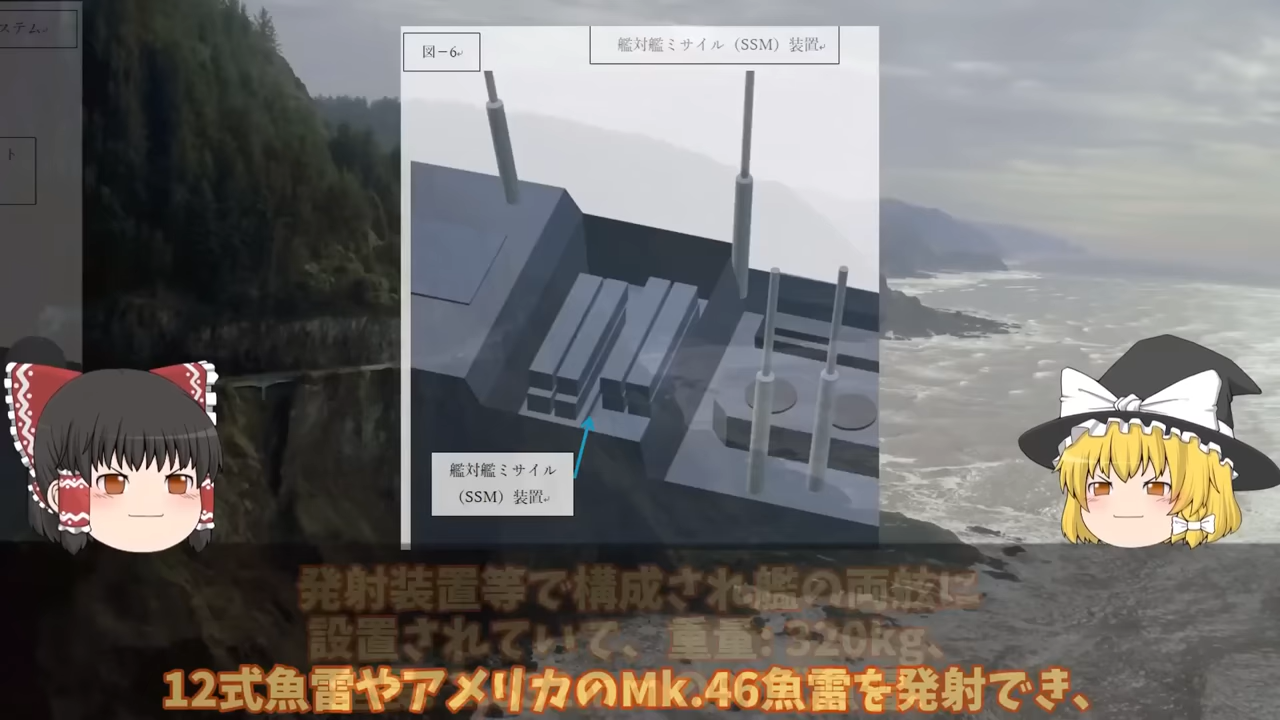 ステム
ト
図－6
艦対艦ミサイル（SSM）装置
艦対艦ミサイル
（SSM）装置
発射装置等で構成され艦の両舷に
設置されていて、重量: 320kg、
12式魚雷やアメリカのMk.46魚雷を発射でき、